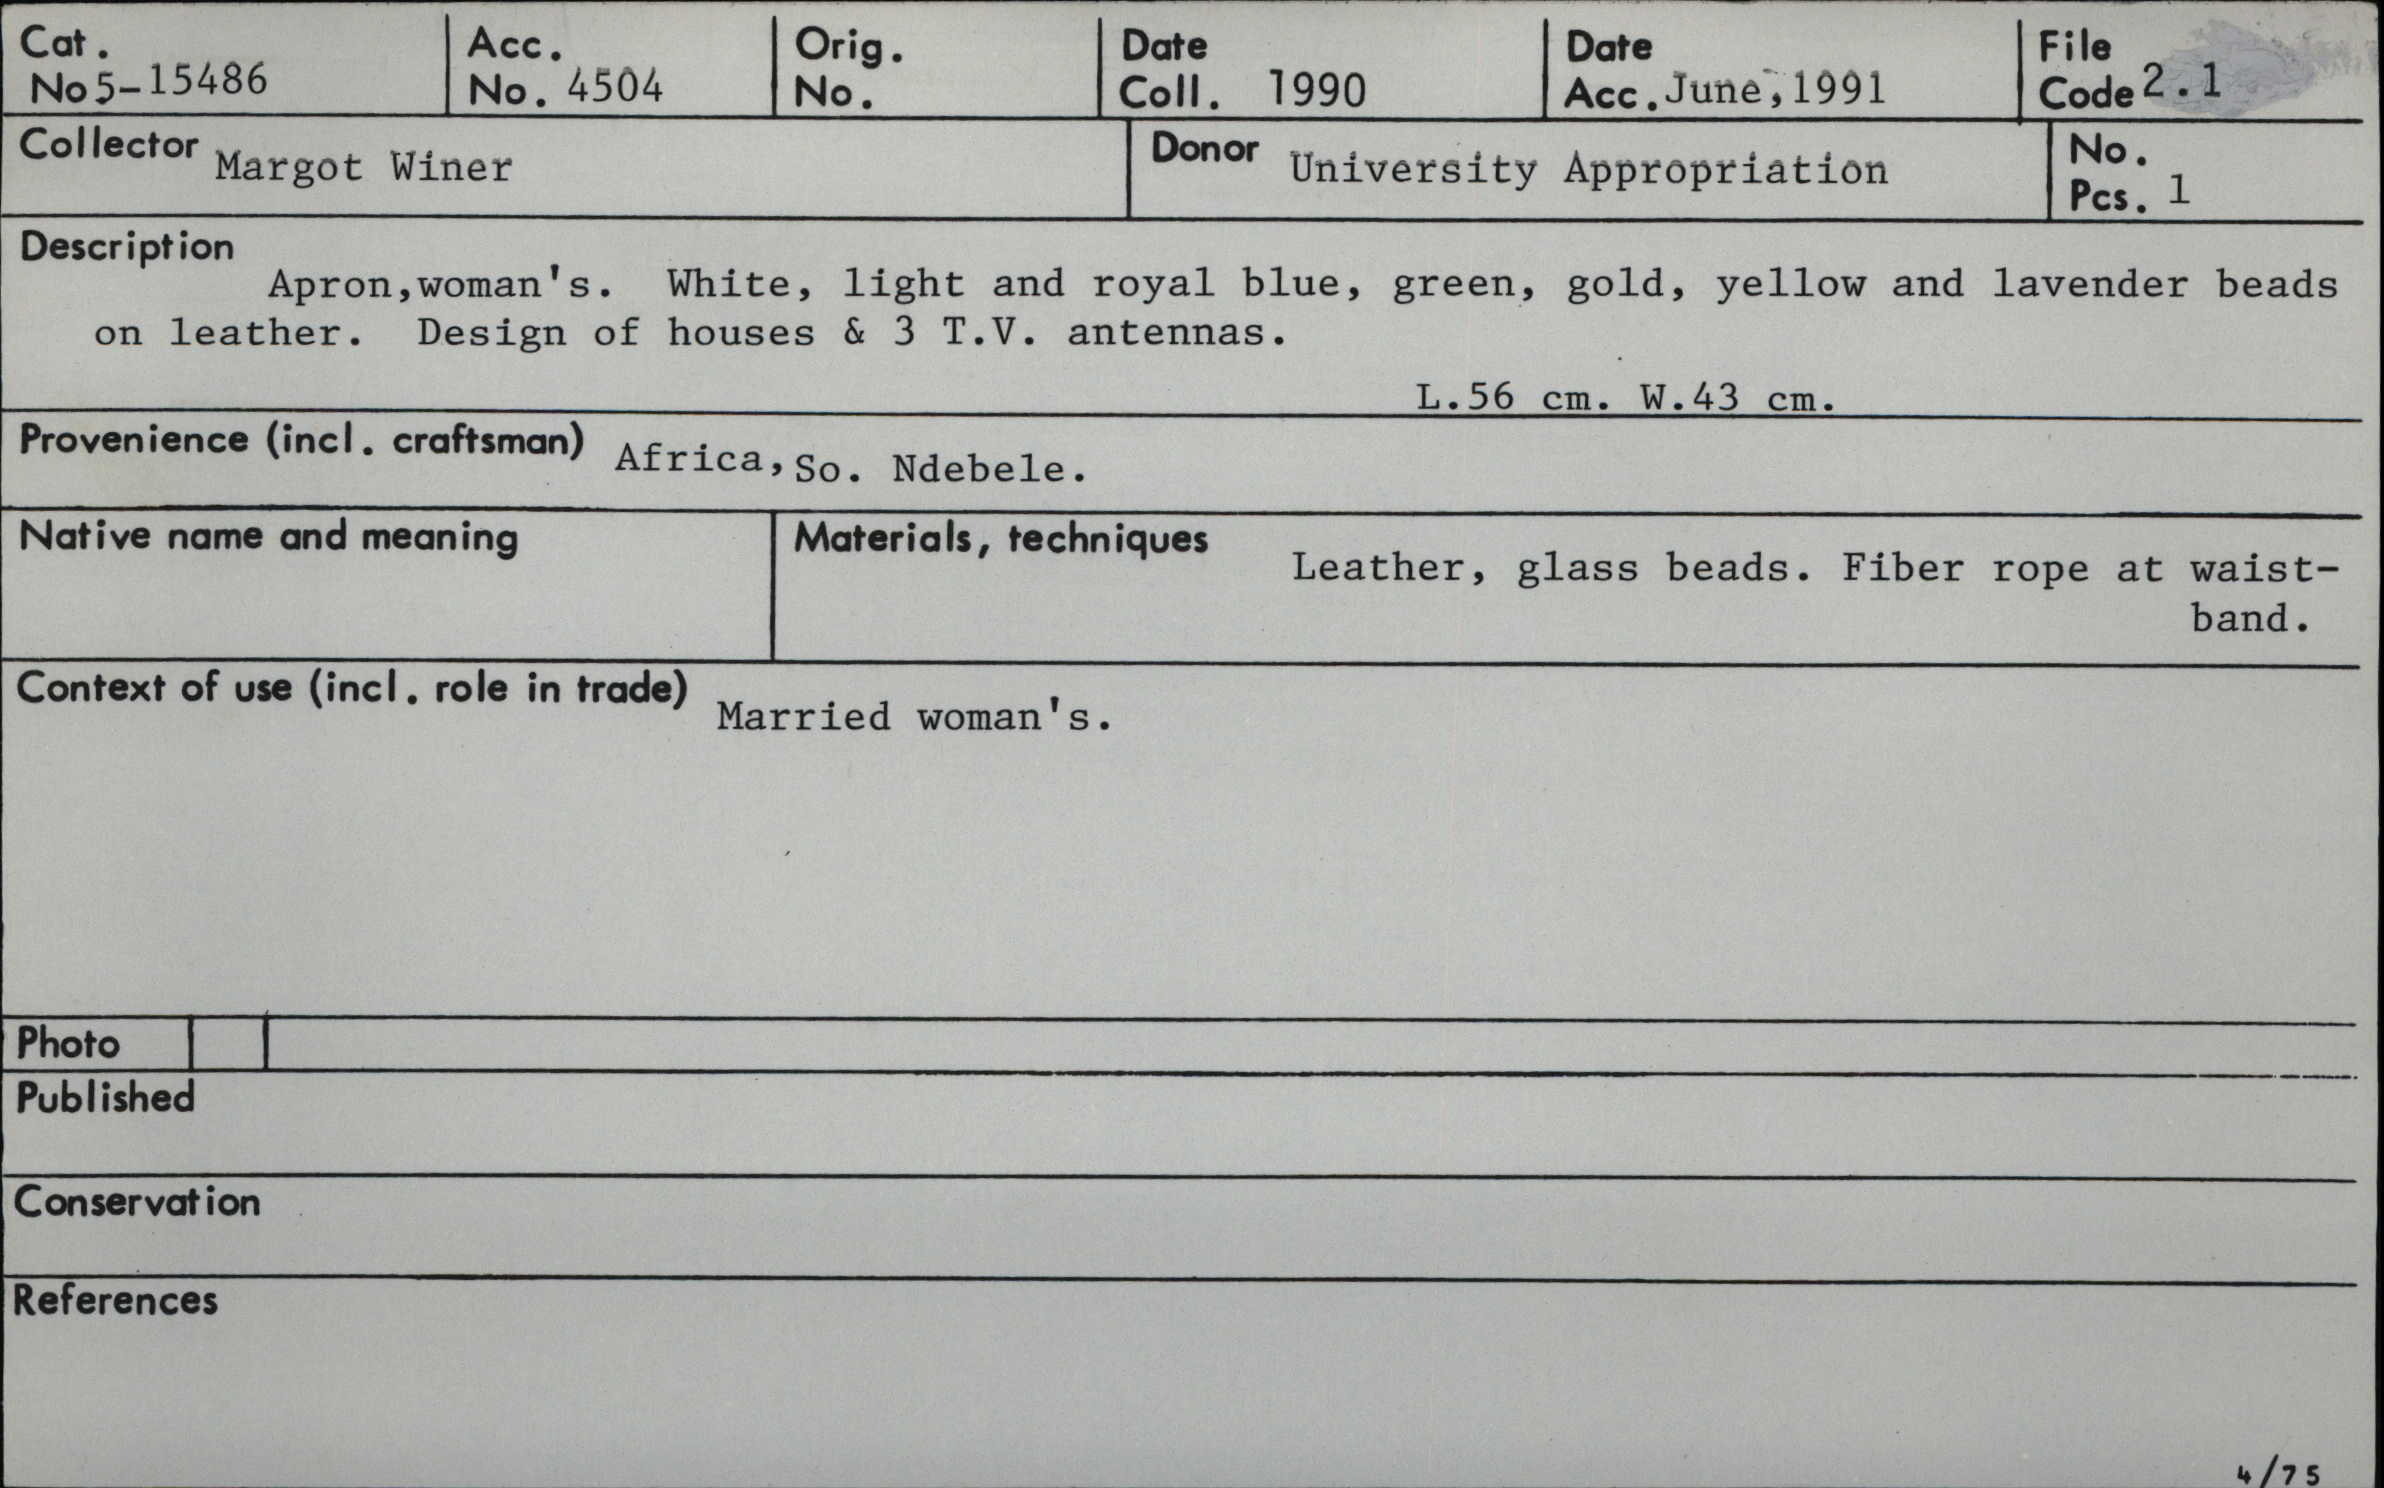 Cat. No 5-15486
Acc. No. 4504
Orig. No.
Date Coll. 1990
Date Acc. June, 1991
File Code 2.1
Collector Margot Winer
Donor University Appropriation
No. Pcs. 1
Description
Apron,woman's. White, light and royal blue, green, gold, yellow and lavender beads
on leather. Design of houses & 3 T.V. antennas.
L.56 cm. W.43 cm.
Provenience (incl. craftsman) Africa, So. Ndebele.
Native name and meaning
Materials, techniques Leather, glass beads. Fiber rope at waist-
band.
Context of use (incl. role in trade) Married woman's.
Photo
Published
Conservation
References
4/75